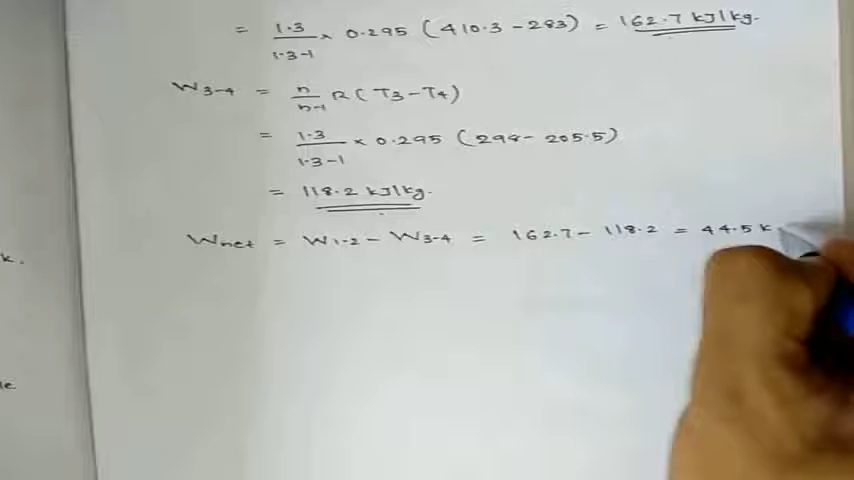 = 1.3/1.3-1 × 0.295 (410.3 - 283) = 162.7 kJ/kg.
W3-4 = n/n-1 R (T3 - T4)
= 1.3/1.3-1 × 0.295 (298 - 205.5)
= 118.2 kJ/kg.
Wnet = W1-2 - W3-4 = 162.7 - 118.2 = 44.5 k
k.
le